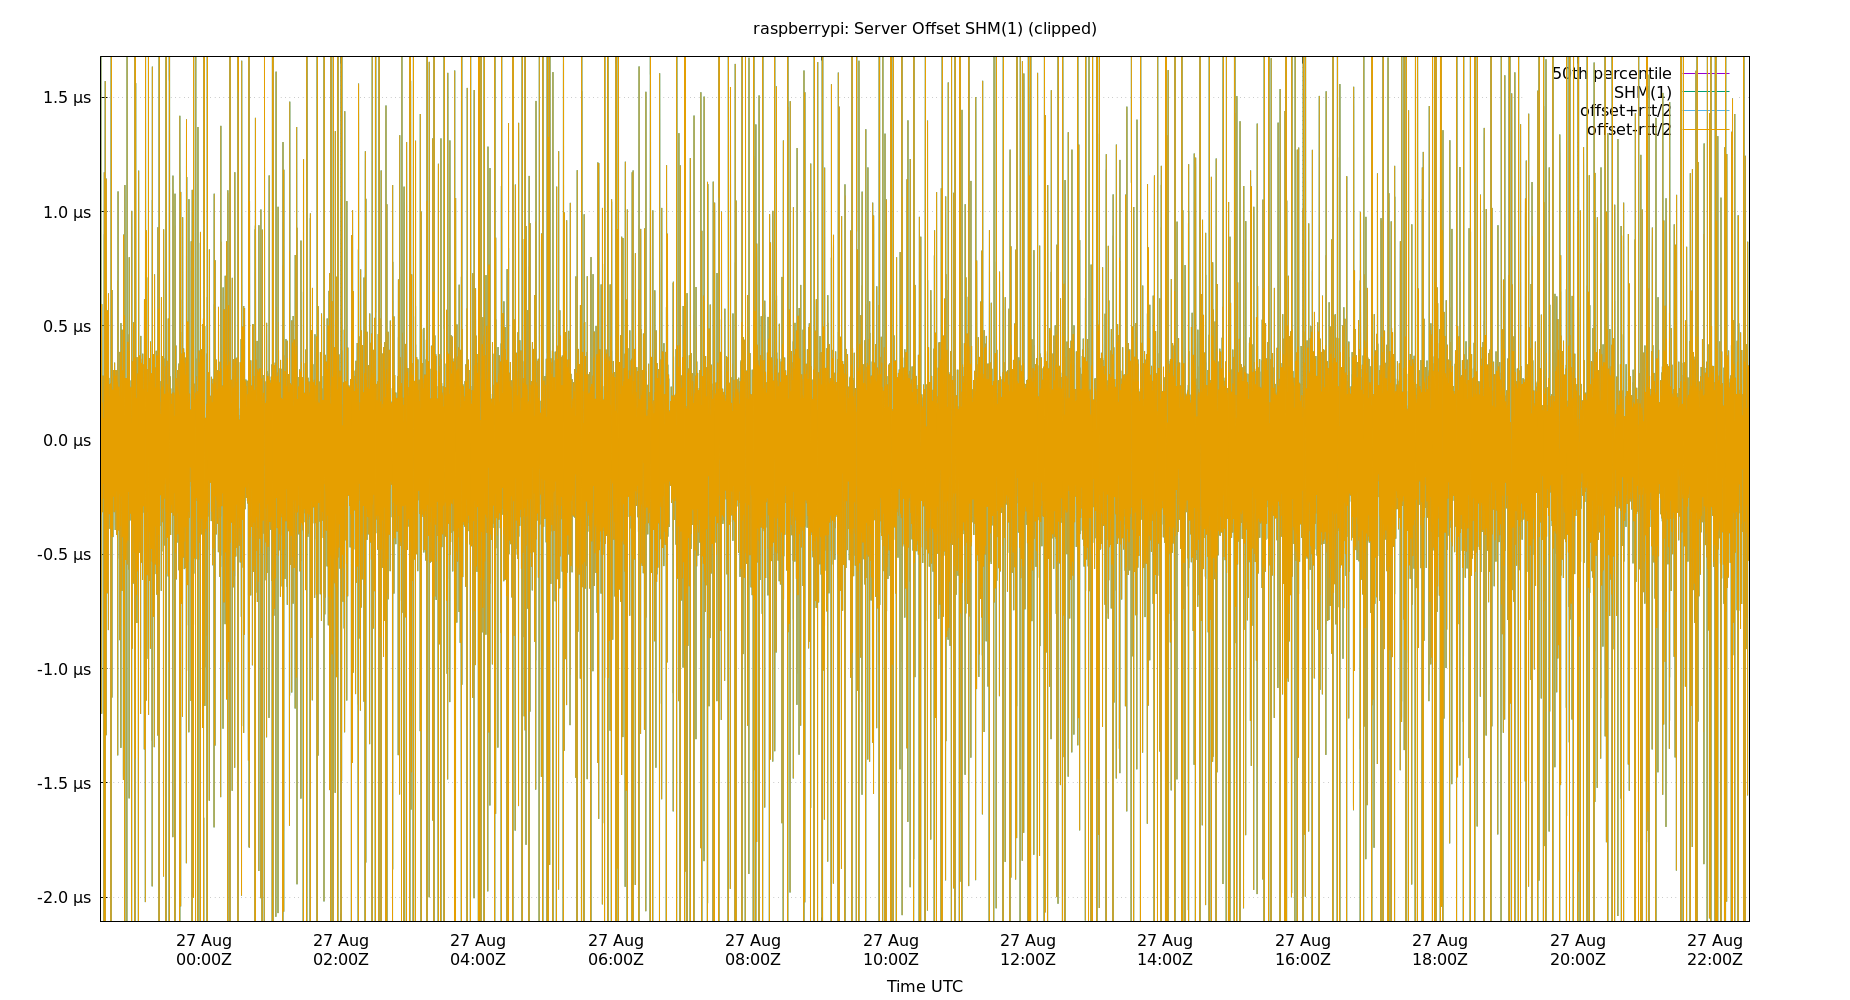 raspberrypi: Server Offset SHM(1) (clipped)
50th percentile
SHM(1)
offset+rtt/2
offset-rtt/2
1.5 µs
1.0 µs
0.5 µs
0.0 µs
-0.5 µs
-1.0 µs
-1.5 µs
-2.0 µs
27 Aug 27 Aug 27 Aug 27 Aug 27 Aug 27 Aug 27 Aug 27 Aug 27 Aug 27 Aug 27 Aug 27 Aug
00:00Z 02:00Z 04:00Z 06:00Z 08:00Z 10:00Z 12:00Z 14:00Z 16:00Z 18:00Z 20:00Z 22:00Z
Time UTC